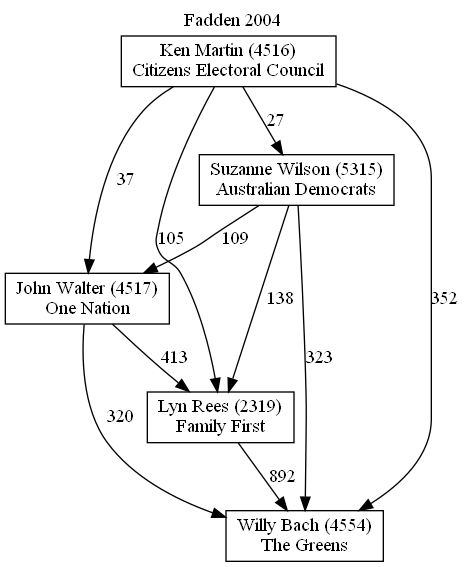 Fadden 2004
Ken Martin (4516)
Citizens Electoral Council
27
Suzanne Wilson (5315)
Australian Democrats
37
105
109
John Walter (4517)
One Nation
138
352
413
323
320
Lyn Rees (2319)
Family First
892
Willy Bach (4554)
The Greens